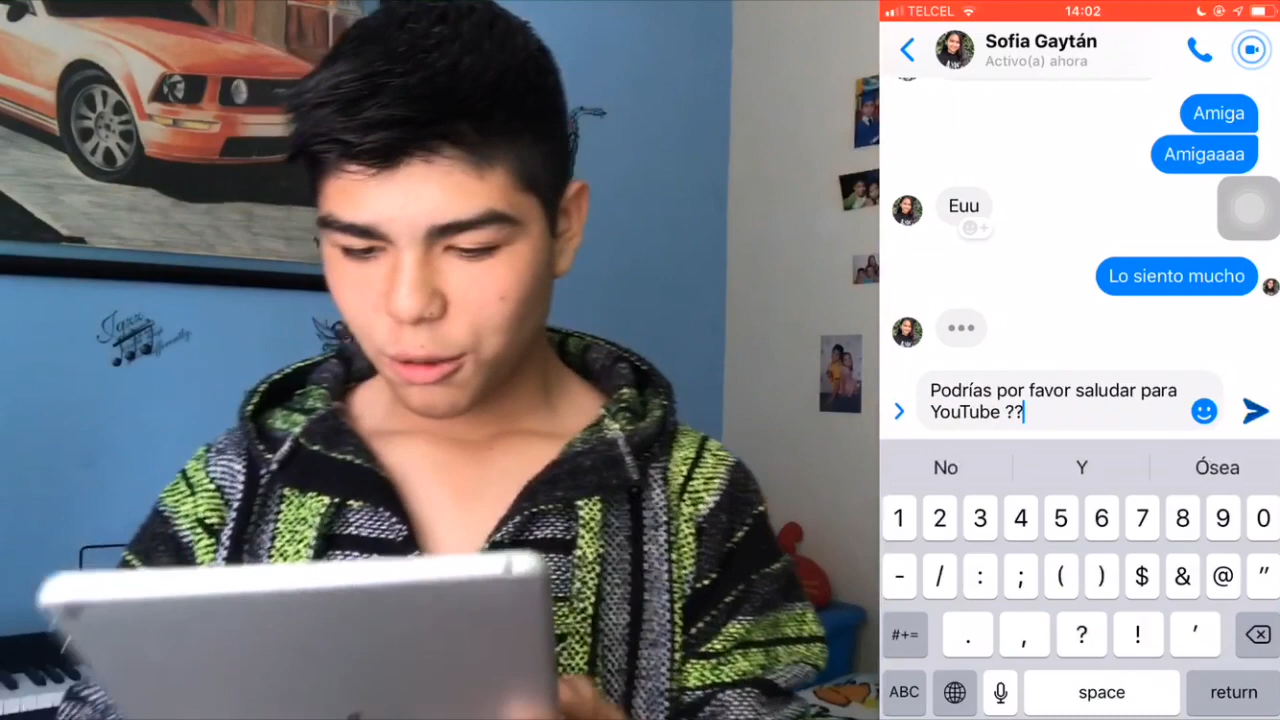 TELCEL
14:02
Sofia Gaytán
Activo(a) ahora
Amiga
Amigaaaa
Euu
Lo siento mucho
Podrías por favor saludar para
YouTube ??
No Y Ósea
1 2 3 4 5 6 7 8 9 0
- / : ; ( ) $ & @ "
#+= . , ? ! '
ABC space return
Jazz